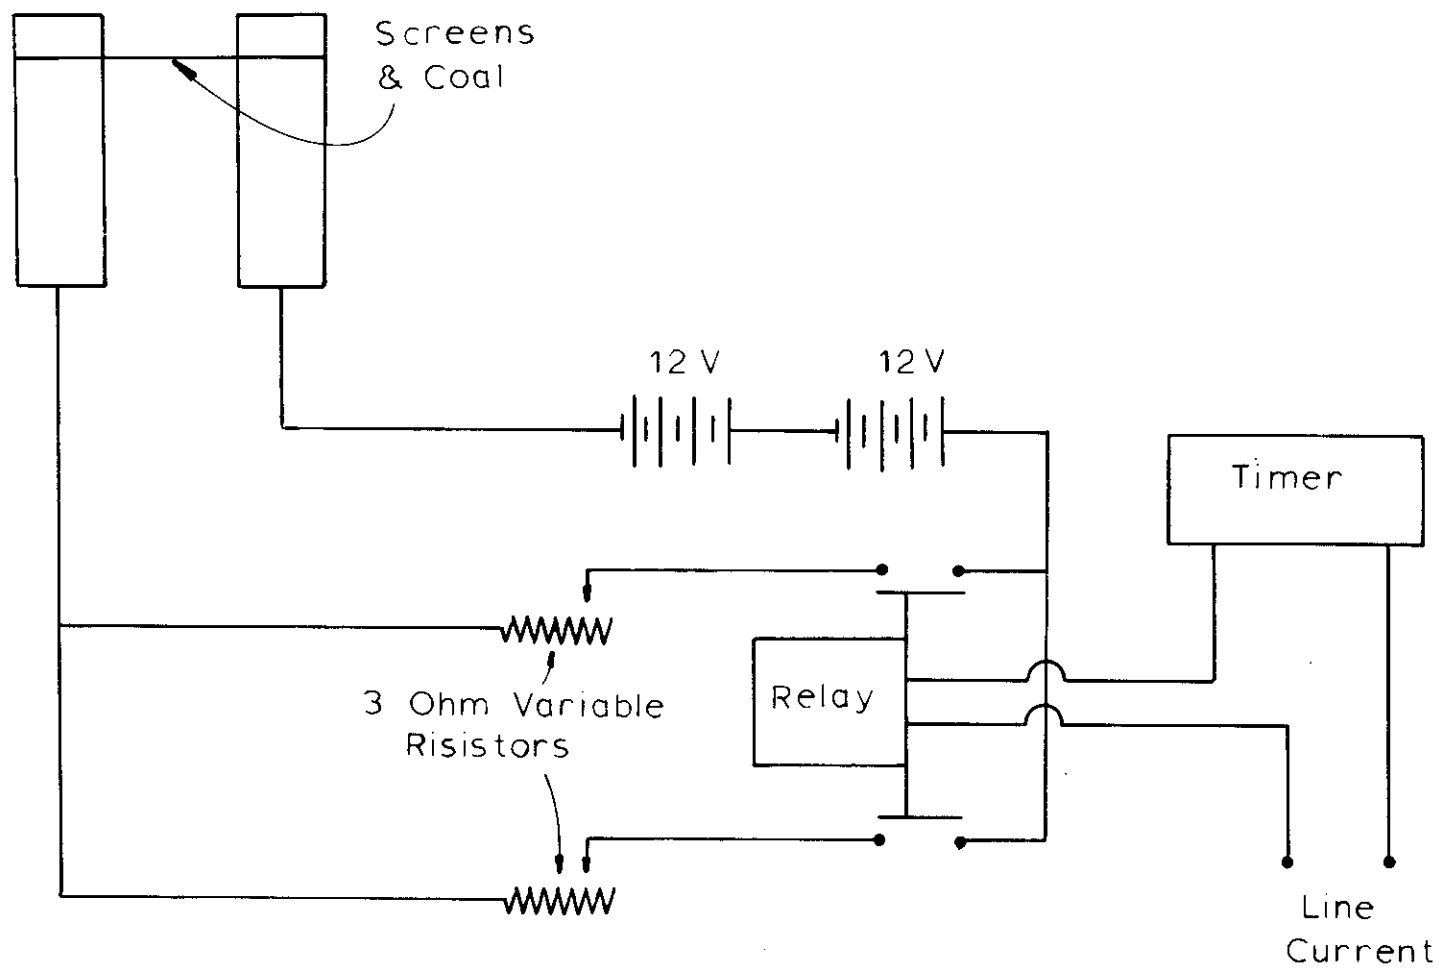 Screens
& Coal
12 V
12 V
Timer
Relay
3 Ohm Variable
Risistors
Line
Current